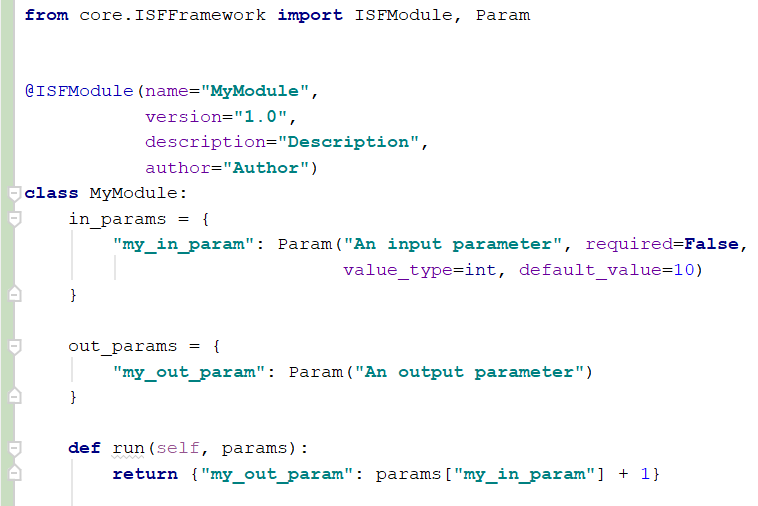 from core.ISFFramework import ISFModule, Param
@ISFModule(name="MyModule",
           version="1.0",
           description="Description",
           author="Author")
class MyModule:
    in_params = {
        "my_in_param": Param("An input parameter", required=False,
                             value_type=int, default_value=10)
    }
    out_params = {
        "my_out_param": Param("An output parameter")
    }
    def run(self, params):
        return {"my_out_param": params["my_in_param"] + 1}